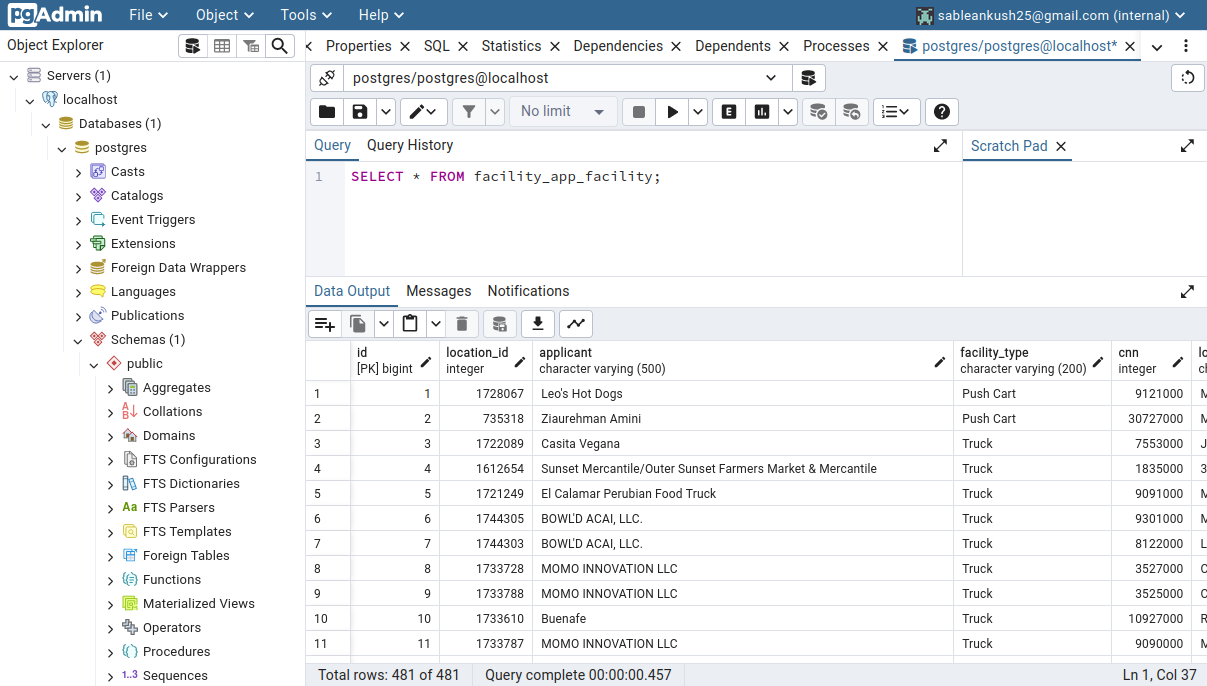 pgAdmin File Object Tools Help sableankush25@gmail.com (internal)
Object Explorer
Properties SQL Statistics Dependencies Dependents Processes postgres/postgres@localhost*
Servers (1)
localhost
Databases (1)
postgres
Casts
Catalogs
Event Triggers
Extensions
Foreign Data Wrappers
Languages
Publications
Schemas (1)
public
Aggregates
Collations
Domains
FTS Configurations
FTS Dictionaries
Aa FTS Parsers
FTS Templates
Foreign Tables
Functions
Materialized Views
Operators
Procedures
1..3 Sequences
postgres/postgres@localhost
No limit E
Query Query History Scratch Pad
1 SELECT * FROM facility_app_facility;
Data Output Messages Notifications
id location_id applicant facility_type cnn lo
[PK] bigint integer character varying (500) character varying (200) integer
1 1 1728067 Leo's Hot Dogs Push Cart 9121000
2 2 735318 Ziaurehman Amini Push Cart 30727000
3 3 1722089 Casita Vegana Truck 7553000
4 4 1612654 Sunset Mercantile/Outer Sunset Farmers Market & Mercantile Truck 1835000
5 5 1721249 El Calamar Perubian Food Truck Truck 9091000
6 6 1744305 BOWL'D ACAI, LLC. Truck 9301000
7 7 1744303 BOWL'D ACAI, LLC. Truck 8122000
8 8 1733728 MOMO INNOVATION LLC Truck 3527000
9 9 1733788 MOMO INNOVATION LLC Truck 3525000
10 10 1733610 Buenafe Truck 10927000
11 11 1733787 MOMO INNOVATION LLC Truck 9090000
Total rows: 481 of 481 Query complete 00:00:00.457 Ln 1, Col 37